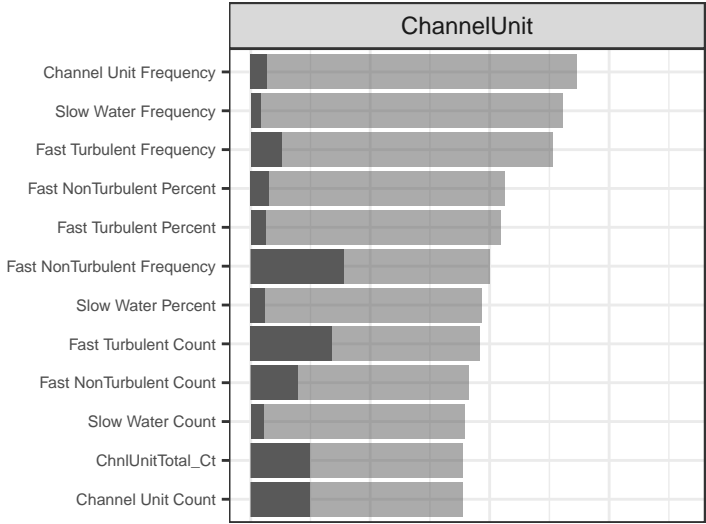 ChannelUnit
Channel Unit Frequency
Slow Water Frequency
Fast Turbulent Frequency
Fast NonTurbulent Percent
Fast Turbulent Percent
Fast NonTurbulent Frequency
Slow Water Percent
Fast Turbulent Count
Fast NonTurbulent Count
Slow Water Count
ChnlUnitTotal_Ct
Channel Unit Count